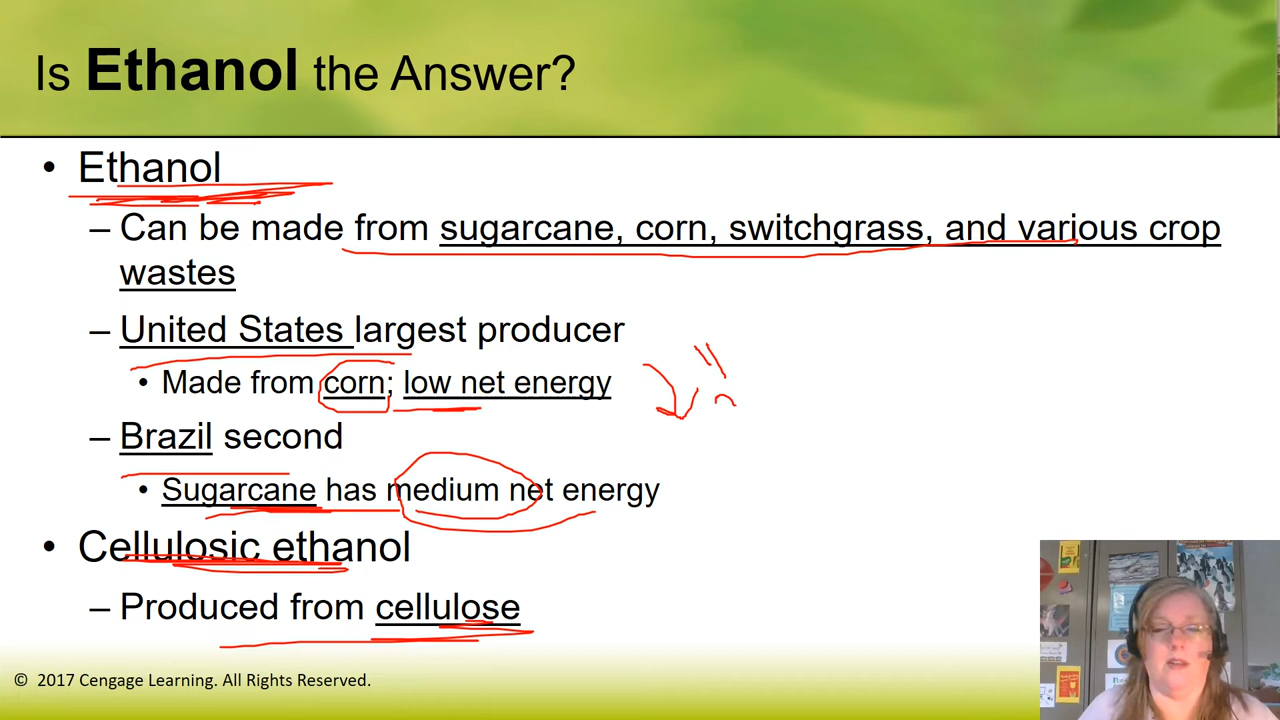 Is Ethanol the Answer?
• Ethanol
– Can be made from sugarcane, corn, switchgrass, and various crop
wastes
– United States largest producer
• Made from corn; low net energy
– Brazil second
• Sugarcane has medium net energy
• Cellulosic ethanol
– Produced from cellulose
© 2017 Cengage Learning. All Rights Reserved.